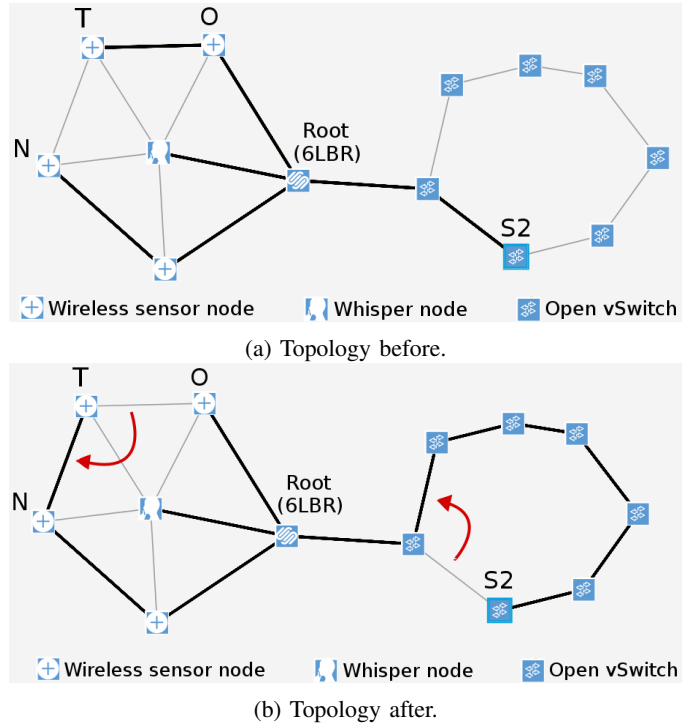 T
O
N
Root
(6LBR)
S2
Wireless sensor node
Whisper node
Open vSwitch
(a) Topology before.
T
O
N
Root
(6LBR)
S2
Wireless sensor node
Whisper node
Open vSwitch
(b) Topology after.